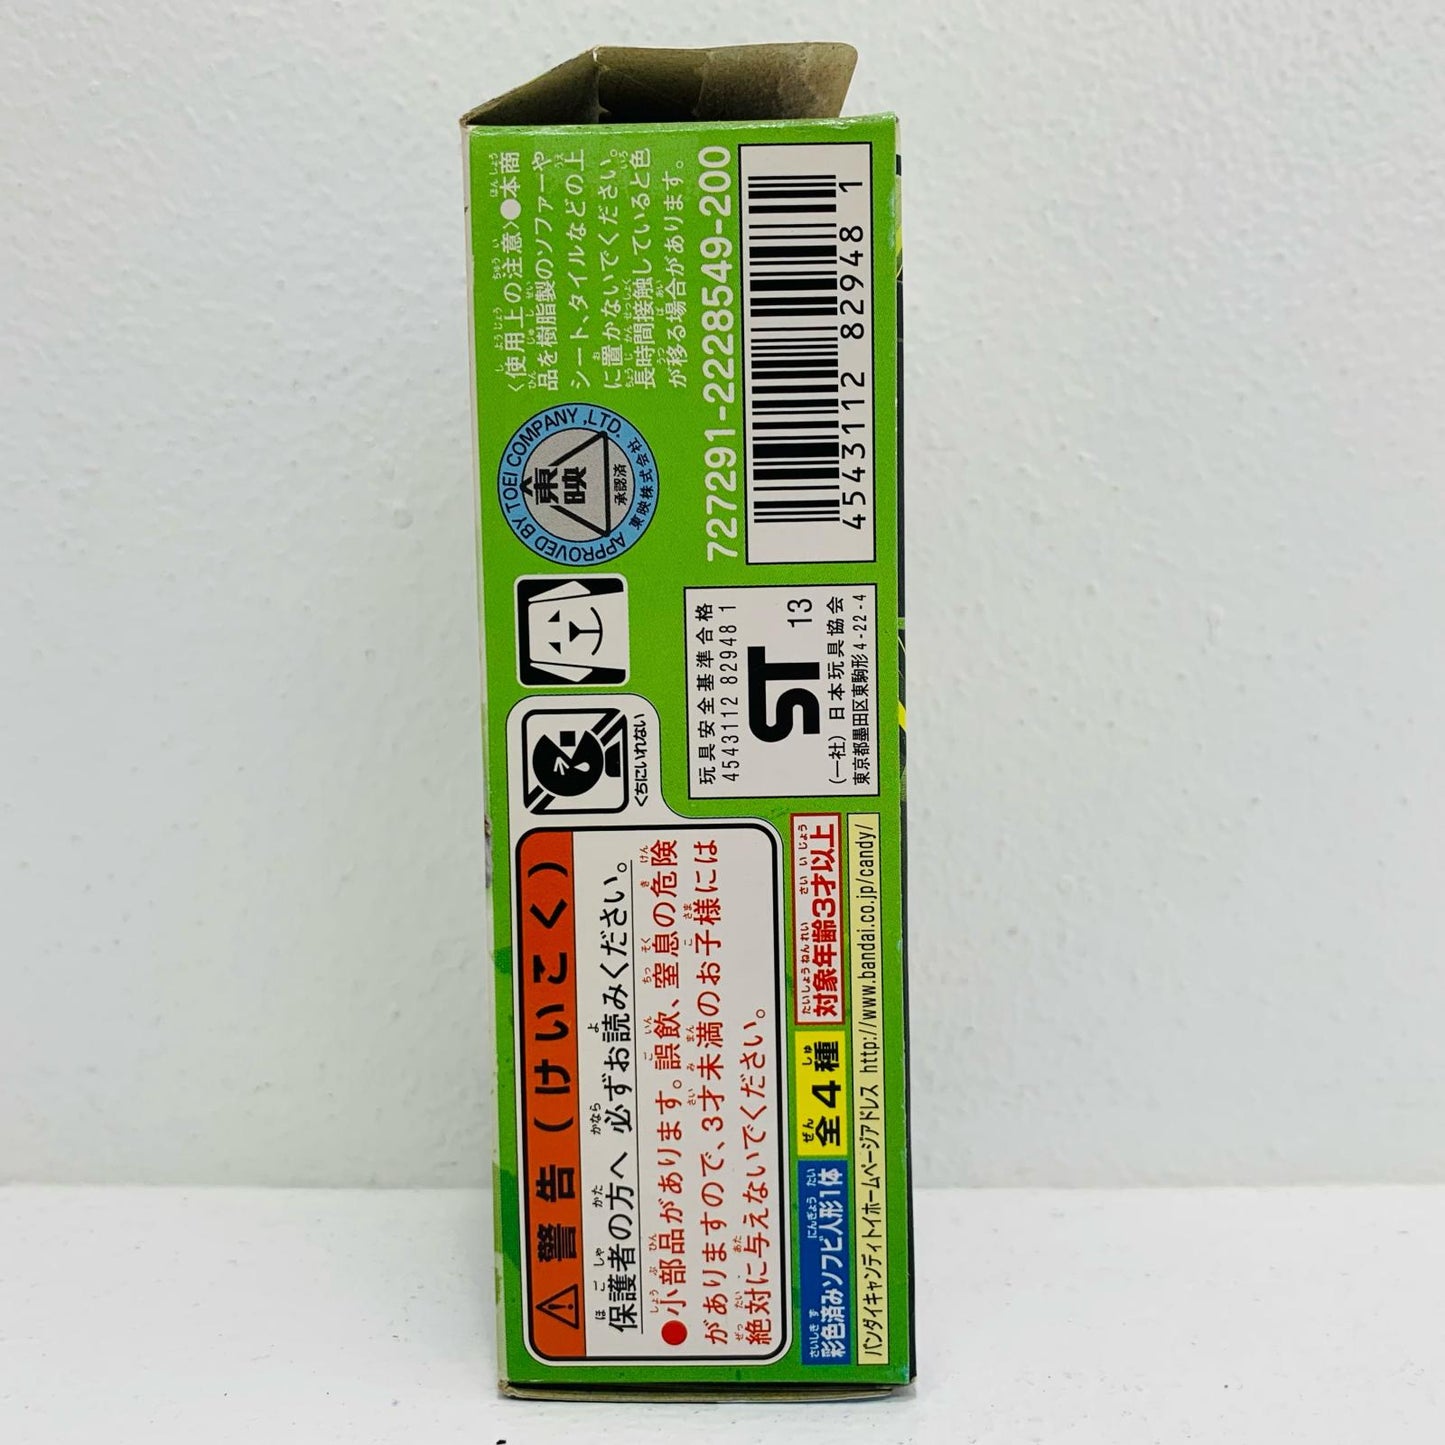 ⚠ 警告（けいこく）
保護者の方へ 必ずお読みください。
●小部品があります。誤飲、窒息の危険
がありますので、3才未満のお子様には
絶対に与えないでください。
くちにいれない
彩色済みソフビ人形1体
全4種
対象年齢3才以上
バンダイキャンディトイホームページアドレス http://www.bandai.co.jp/candy/
APPROVED BY TOEI COMPANY ,LTD.
東映
承認済
東映株式会社
玩具安全基準合格
4543112 829481
ST 13
（一社）日本玩具協会
東京都墨田区東駒形4-22-4
〈使用上の注意〉●本商
品を樹脂製のソファーや
シート、タイルなどの上
に置かないでください。
長時間接触していると色
が移る場合があります。
727291-2228549-200
4543112 82948 1